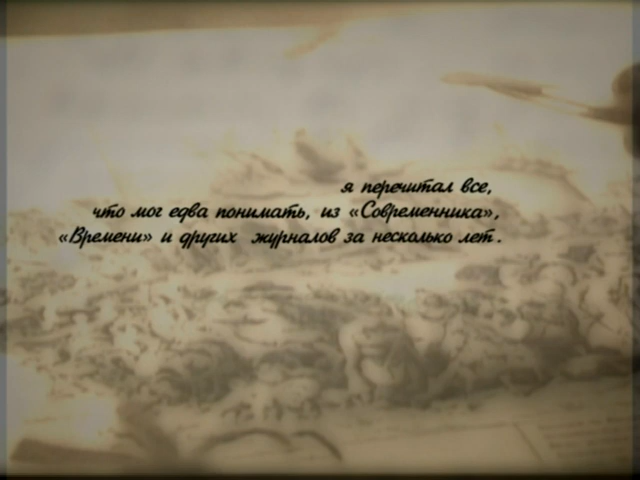 я перечитал все,
что мог едва понимать, из «Современника»,
«Времени» и других журналов за несколько лет.